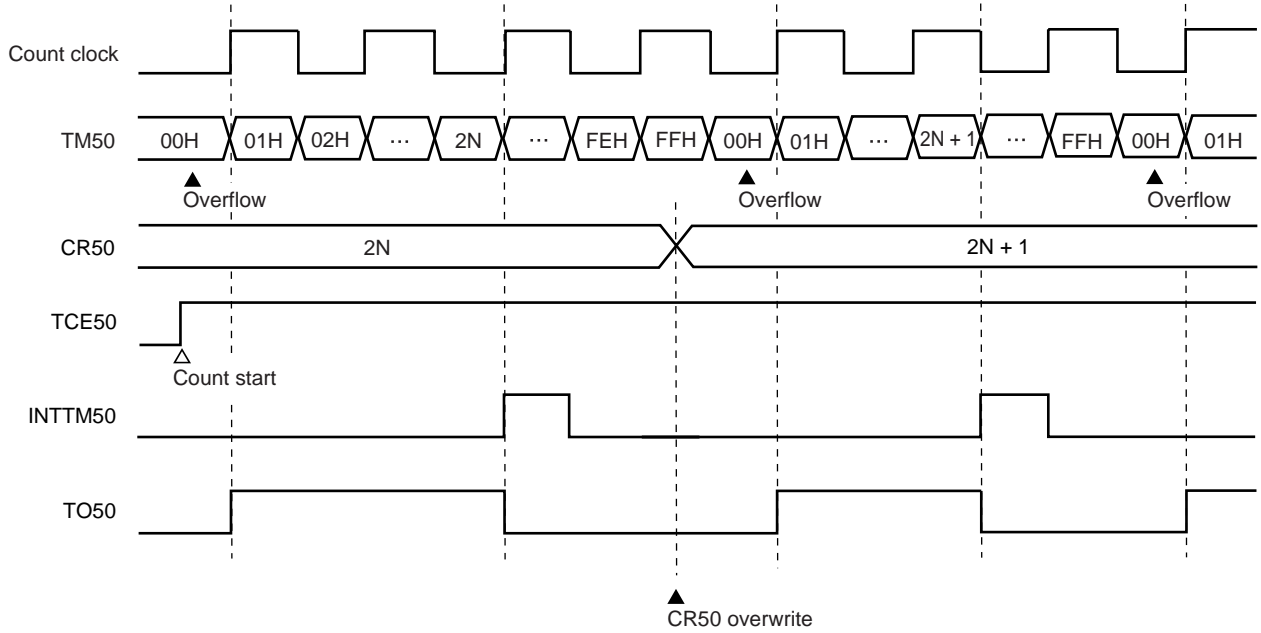 Count clock
TM50 00H 01H 02H ... 2N ... FEH FFH 00H 01H ... 2N + 1 ... FFH 00H 01H
Overflow Overflow Overflow
CR50 2N 2N + 1
TCE50
Count start
INTTM50
TO50
CR50 overwrite